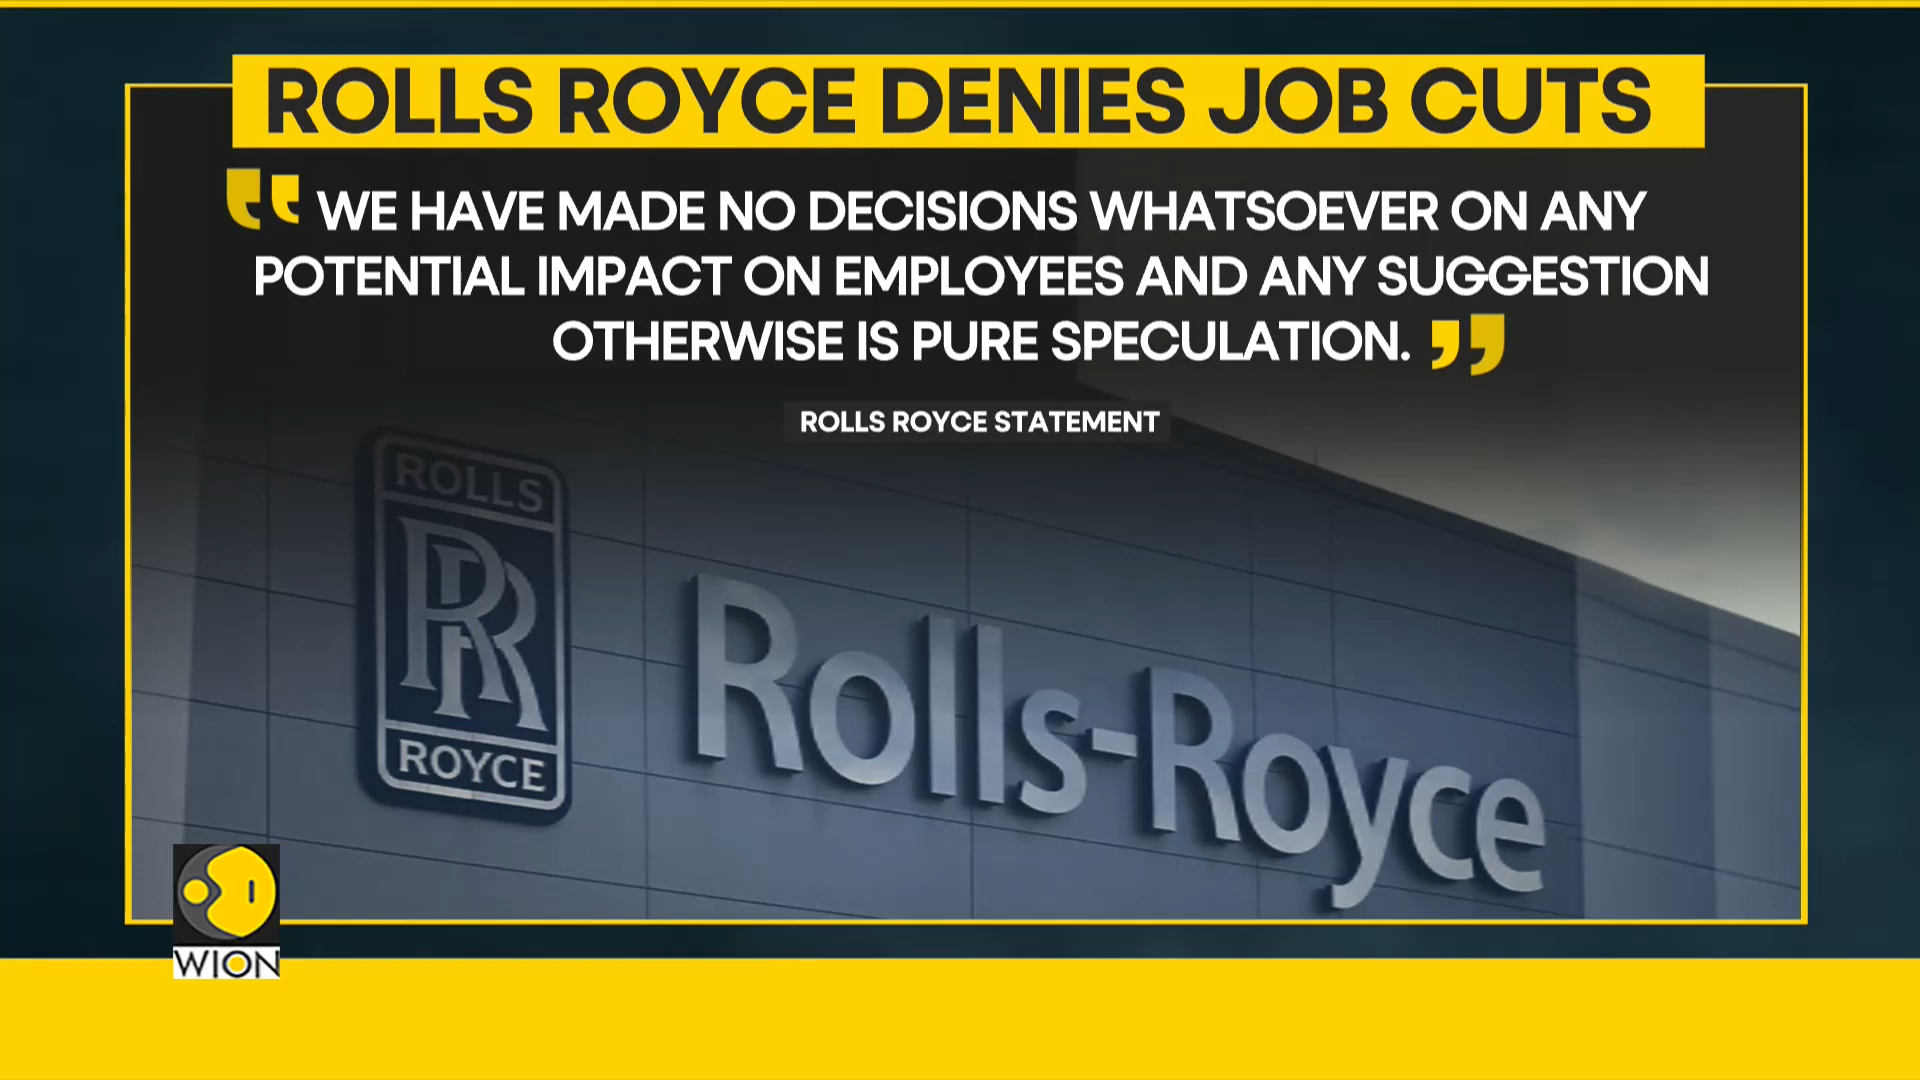 ROLLS ROYCE DENIES JOB CUTS
“ WE HAVE MADE NO DECISIONS WHATSOEVER ON ANY
POTENTIAL IMPACT ON EMPLOYEES AND ANY SUGGESTION
OTHERWISE IS PURE SPECULATION. ”
ROLLS ROYCE STATEMENT
ROLLS
RR
ROYCE
Rolls-Royce
WION